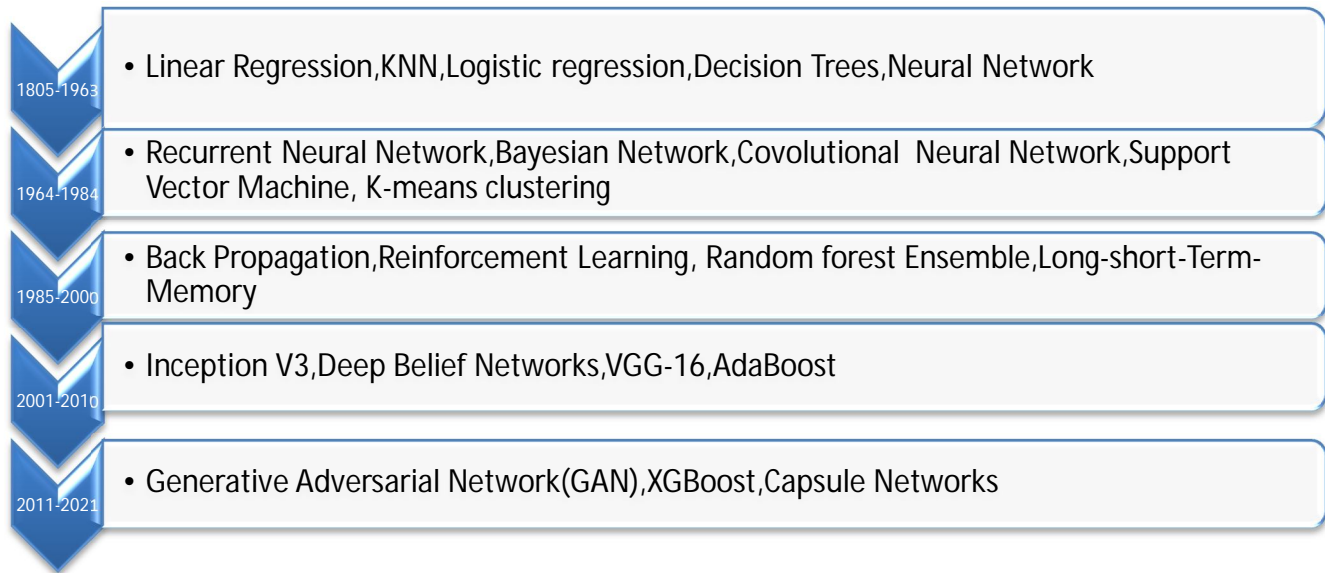 1805-1963
• Linear Regression,KNN,Logistic regression,Decision Trees,Neural Network
1964-1984
• Recurrent Neural Network,Bayesian Network,Covolutional  Neural Network,Support
Vector Machine, K-means clustering
1985-2000
• Back Propagation,Reinforcement Learning, Random forest Ensemble,Long-short-Term-
Memory
2001-2010
• Inception V3,Deep Belief Networks,VGG-16,AdaBoost
2011-2021
• Generative Adversarial Network(GAN),XGBoost,Capsule Networks